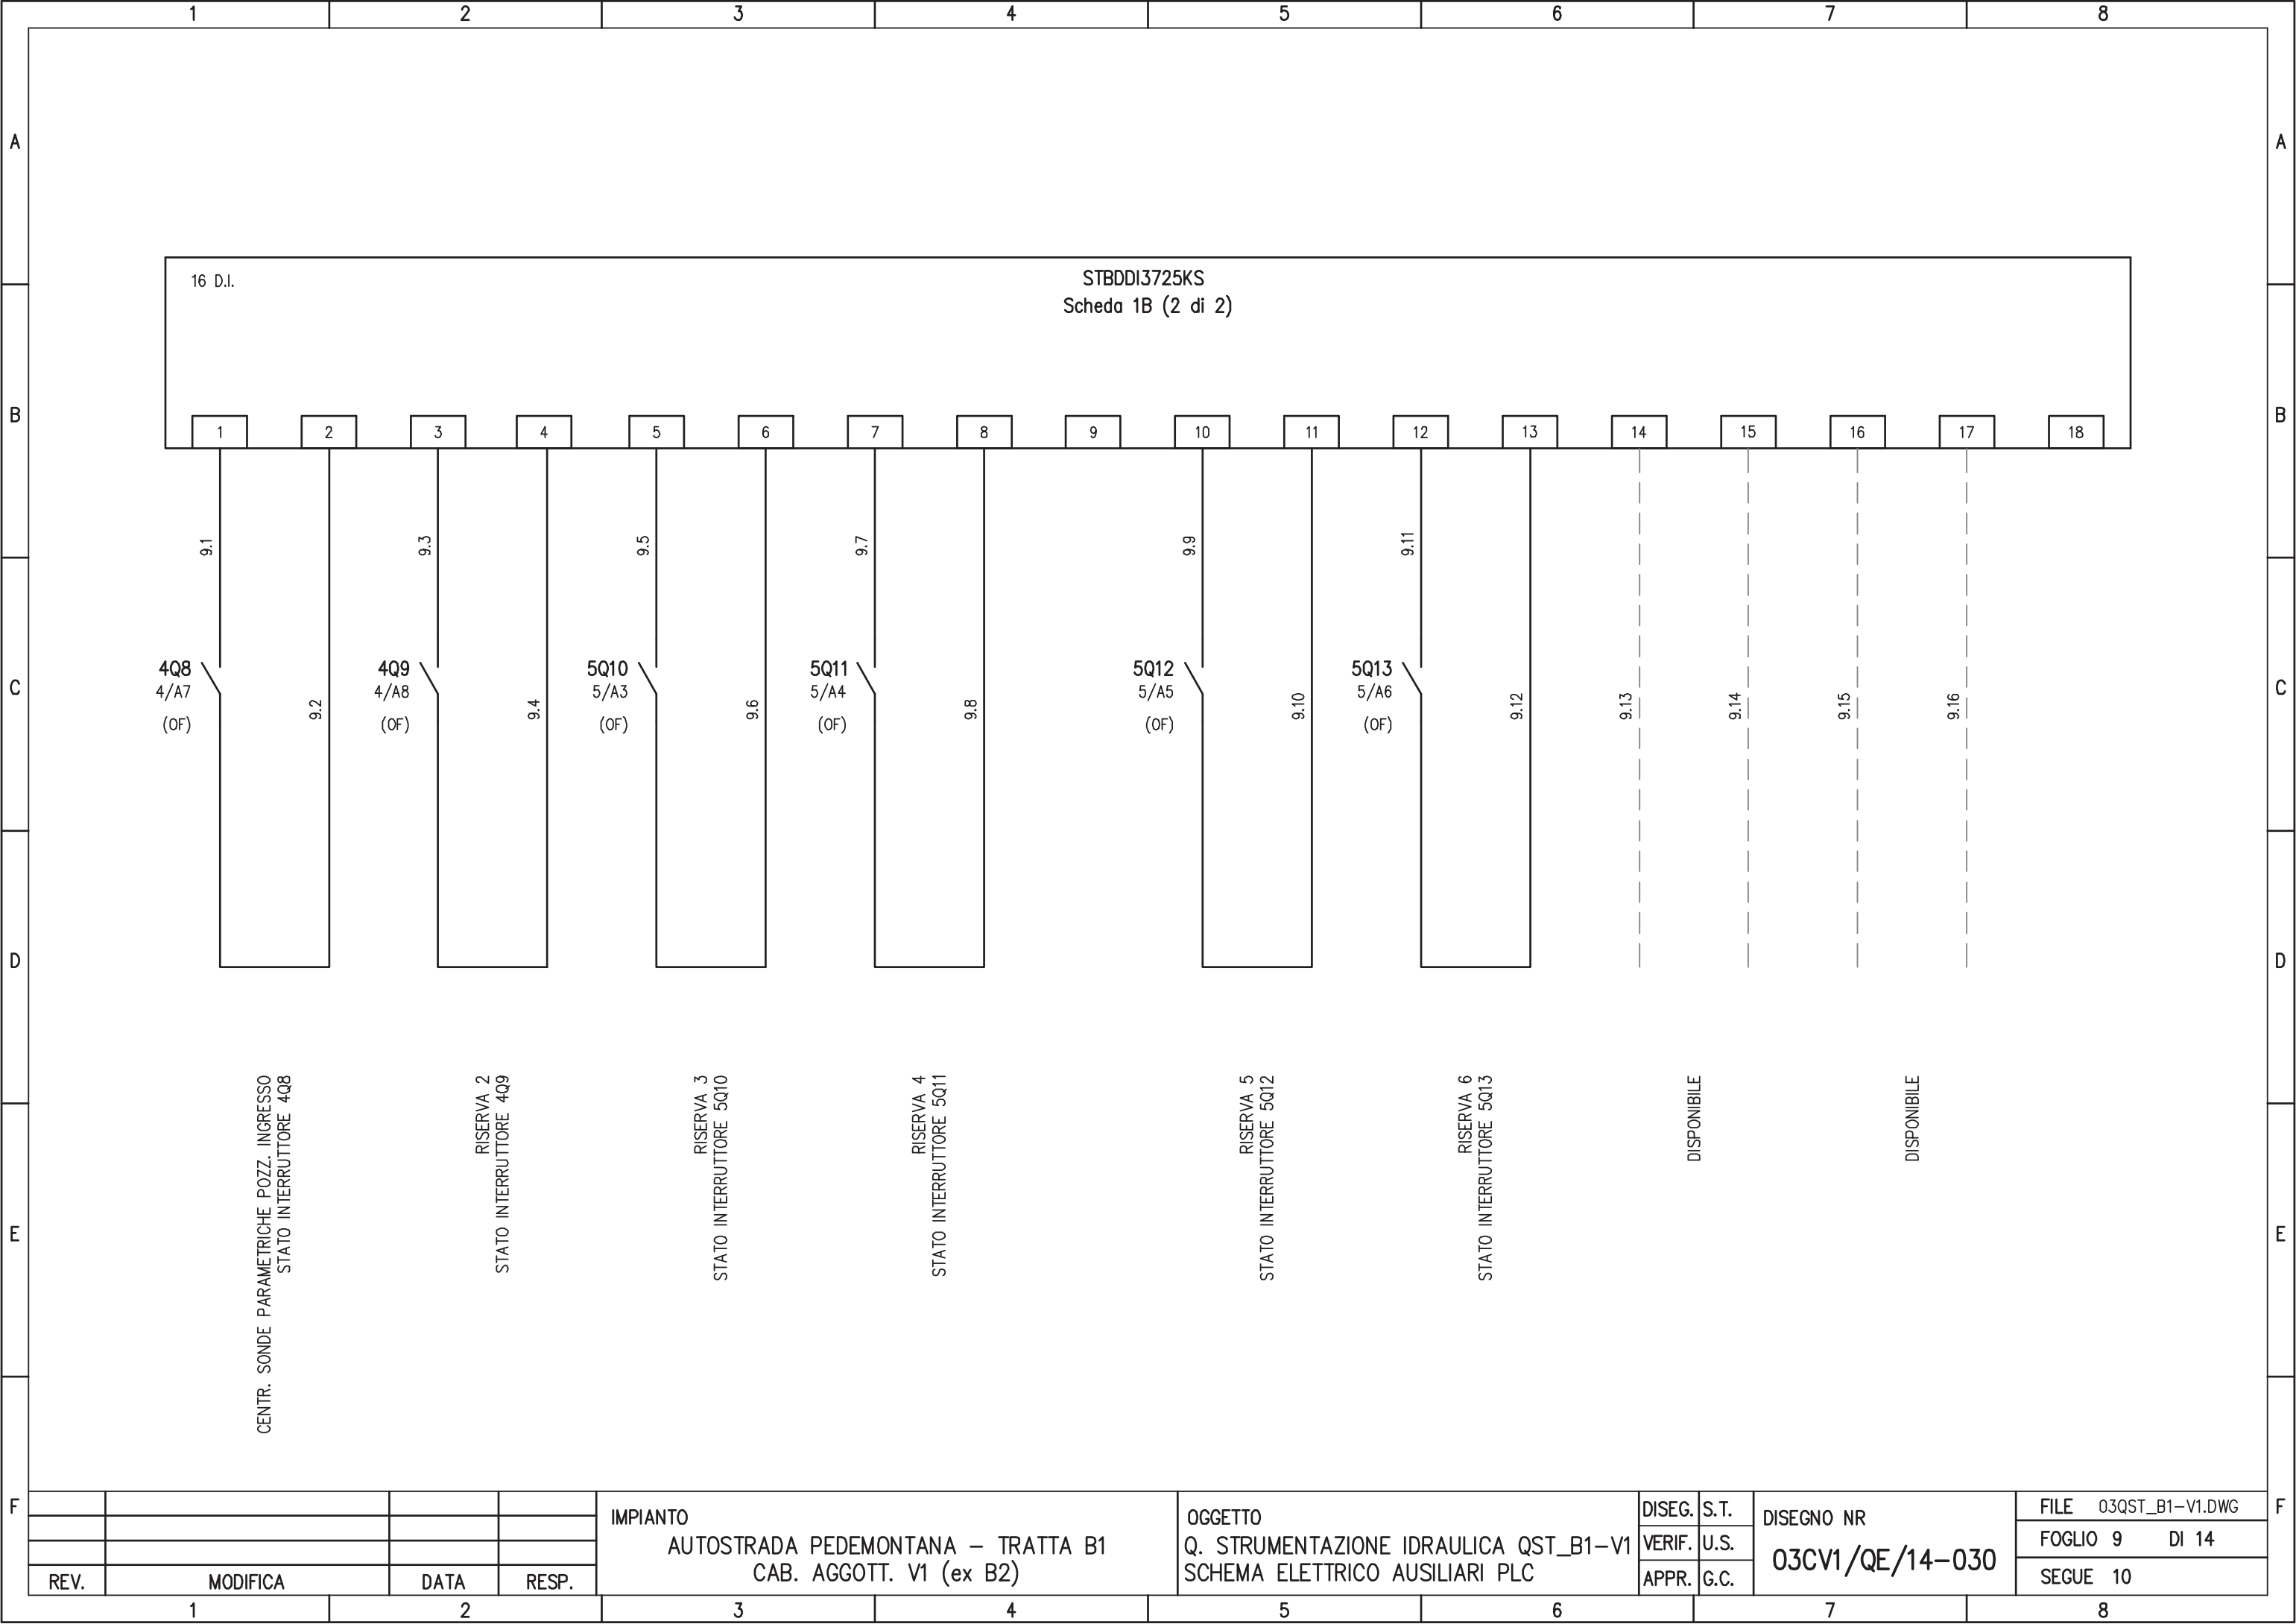 1 2 3 4 5 6 7 8
A A
B B
C C
D D
E E
F F
16 D.I.
STBDDI3725KS
Scheda 1B (2 di 2)
1 2 3 4 5 6 7 8 9 10 11 12 13 14 15 16 17 18
9.1
9.3
9.5
9.7
9.9
9.11
4Q8
4/A7
(OF)
9.2
4Q9
4/A8
(OF)
9.4
5Q10
5/A3
(OF)
9.6
5Q11
5/A4
(OF)
9.8
5Q12
5/A5
(OF)
9.10
5Q13
5/A6
(OF)
9.12
9.13
9.14
9.15
9.16
CENTR. SONDE PARAMETRICHE POZZ. INGRESSO
STATO INTERRUTTORE 4Q8
RISERVA 2
STATO INTERRUTTORE 4Q9
RISERVA 3
STATO INTERRUTTORE 5Q10
RISERVA 4
STATO INTERRUTTORE 5Q11
RISERVA 5
STATO INTERRUTTORE 5Q12
RISERVA 6
STATO INTERRUTTORE 5Q13
DISPONIBILE
DISPONIBILE
REV. MODIFICA DATA RESP.
IMPIANTO
AUTOSTRADA PEDEMONTANA – TRATTA B1
CAB. AGGOTT. V1 (ex B2)
OGGETTO
Q. STRUMENTAZIONE IDRAULICA QST_B1–V1
SCHEMA ELETTRICO AUSILIARI PLC
DISEG. S.T.
VERIF. U.S.
APPR. G.C.
DISEGNO NR
03CV1/QE/14–030
FILE 03QST_B1–V1.DWG
FOGLIO 9 DI 14
SEGUE 10
1 2 3 4 5 6 7 8